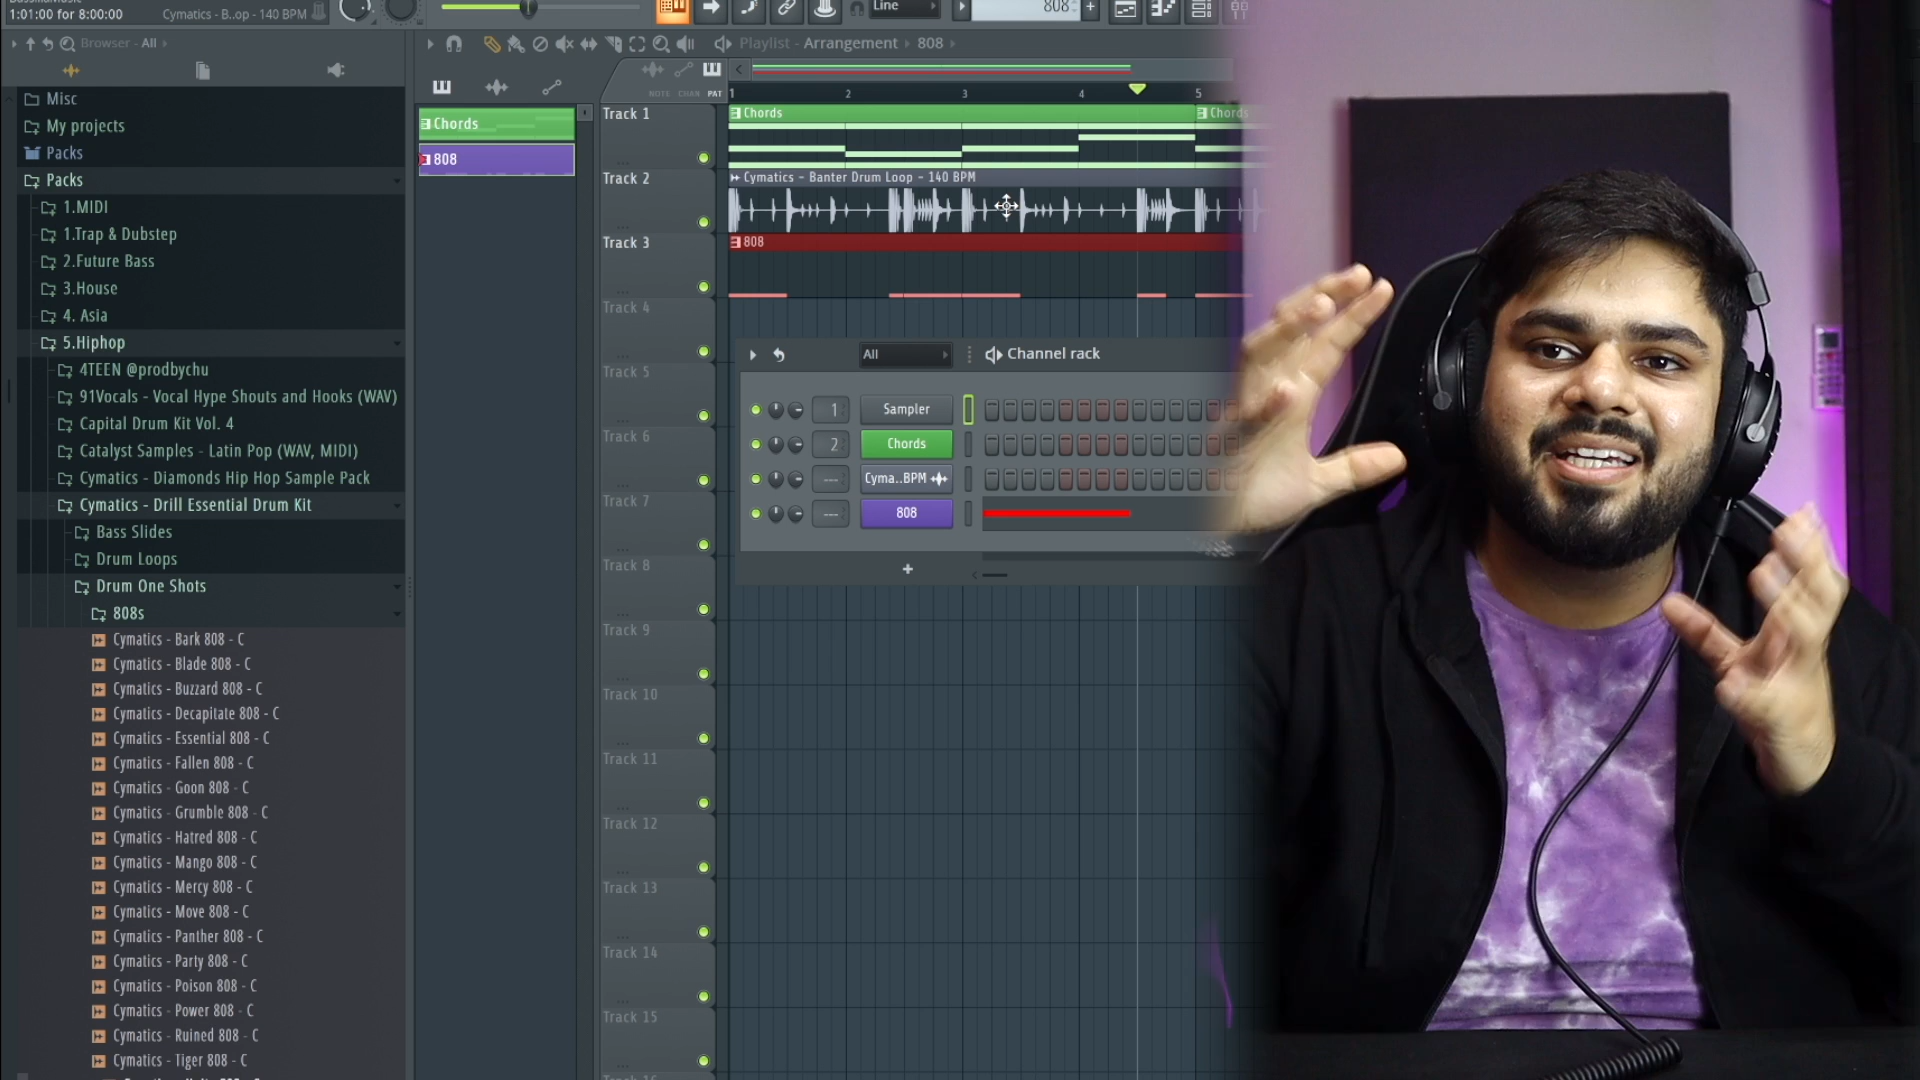 1:01:00 for 8:00:00
Cymatics - B..op - 140 BPM
Line
808
Browser - All
Playlist - Arrangement › 808
NOTE CHAN PAT
1 2 3 4 5
Misc
My projects
Packs
Packs
1.MIDI
1.Trap & Dubstep
2.Future Bass
3.House
4. Asia
5.Hiphop
4TEEN @prodbychu
91Vocals - Vocal Hype Shouts and Hooks (WAV)
Capital Drum Kit Vol. 4
Catalyst Samples - Latin Pop (WAV, MIDI)
Cymatics - Diamonds Hip Hop Sample Pack
Cymatics - Drill Essential Drum Kit
Bass Slides
Drum Loops
Drum One Shots
808s
Cymatics - Bark 808 - C
Cymatics - Blade 808 - C
Cymatics - Buzzard 808 - C
Cymatics - Decapitate 808 - C
Cymatics - Essential 808 - C
Cymatics - Fallen 808 - C
Cymatics - Goon 808 - C
Cymatics - Grumble 808 - C
Cymatics - Hatred 808 - C
Cymatics - Mango 808 - C
Cymatics - Mercy 808 - C
Cymatics - Move 808 - C
Cymatics - Panther 808 - C
Cymatics - Party 808 - C
Cymatics - Poison 808 - C
Cymatics - Power 808 - C
Cymatics - Ruined 808 - C
Cymatics - Tiger 808 - C
Chords
808
Track 1
Chords
Chords
Track 2
Cymatics - Banter Drum Loop - 140 BPM
Track 3
808
Track 4
Track 5
Track 6
Track 7
Track 8
Track 9
Track 10
Track 11
Track 12
Track 13
Track 14
Track 15
All
Channel rack
1 Sampler
2 Chords
--- Cyma..BPM
--- 808
+